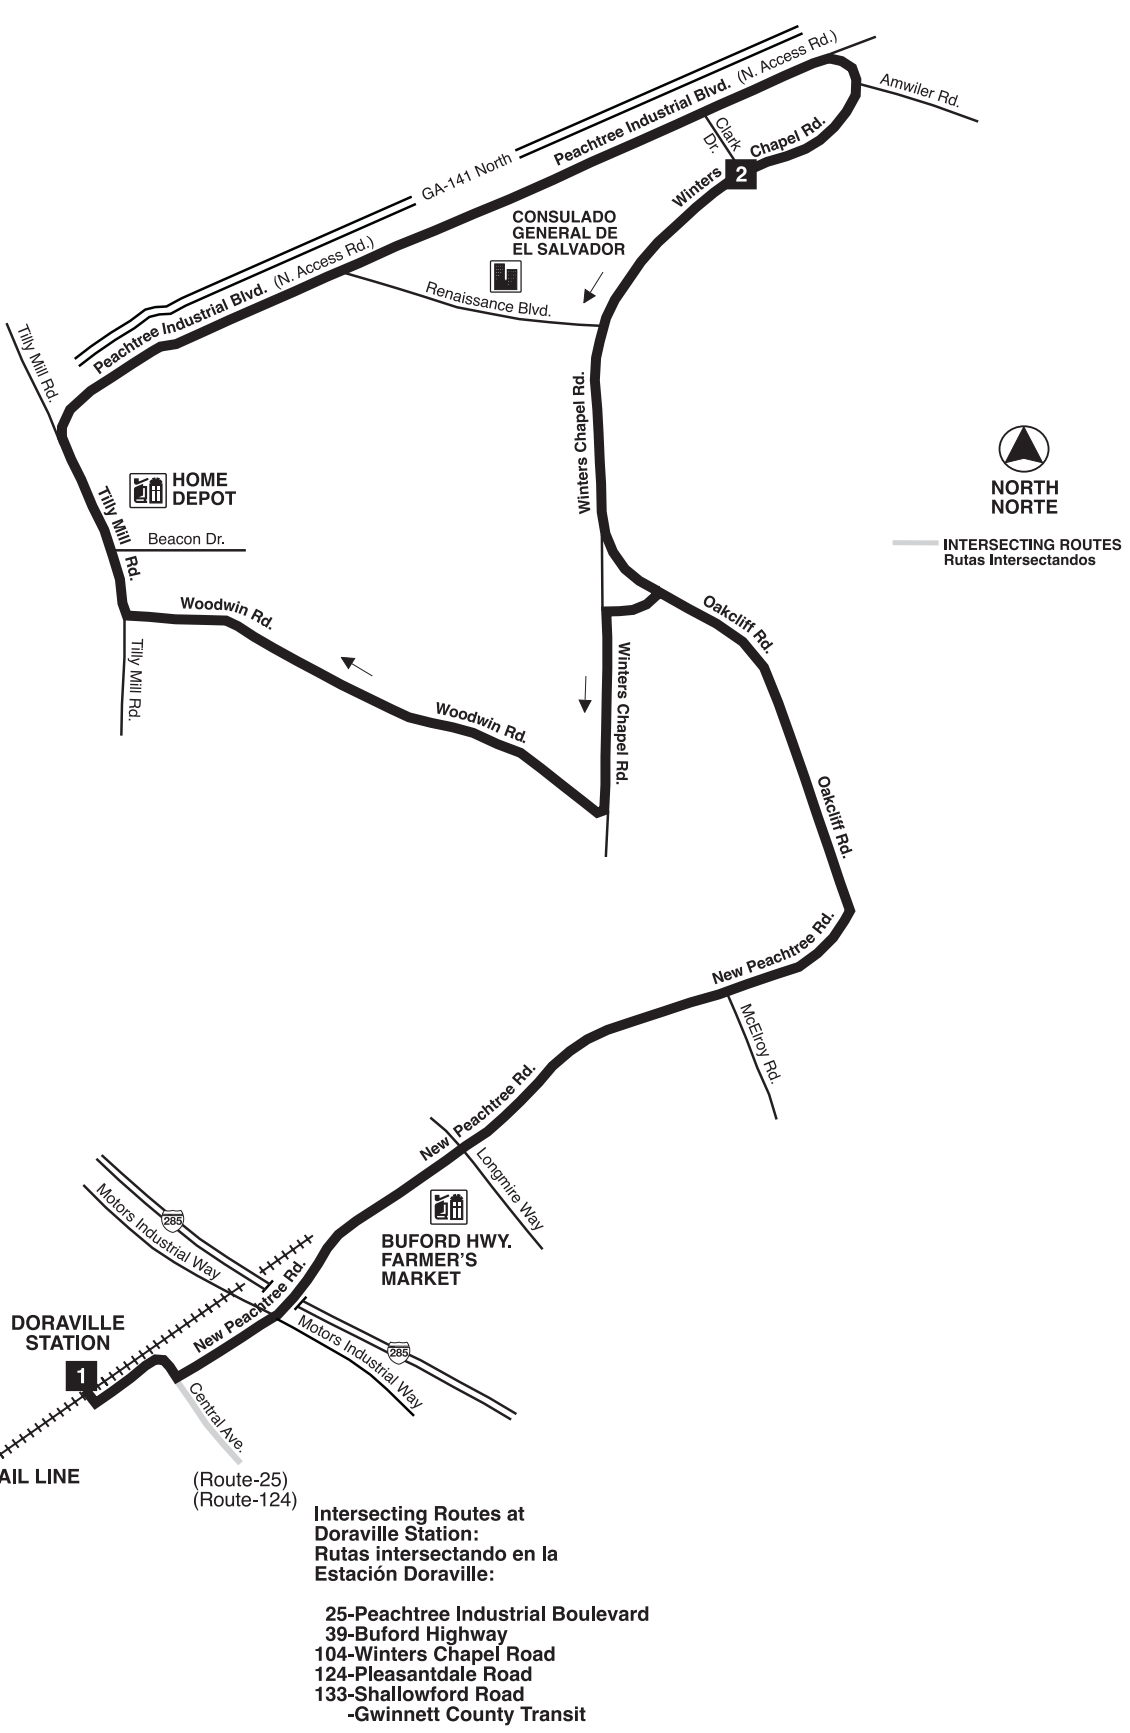 Peachtree Industrial Blvd. (N. Access Rd.)
Amwiler Rd.
Clark
Dr.
Winters
2
Chapel Rd.
GA-141 North
CONSULADO
GENERAL DE
EL SALVADOR
Peachtree Industrial Blvd. (N. Access Rd.)
Renaissance Blvd.
Tilly Mill Rd.
Winters Chapel Rd.
HOME
DEPOT
NORTH
NORTE
Tilly Mill Rd.
Beacon Dr.
INTERSECTING ROUTES
Rutas Intersectandos
Woodwin Rd.
Oakcliff Rd.
Tilly Mill Rd.
Winters Chapel Rd.
Woodwin Rd.
Oakcliff Rd.
New Peachtree Rd.
McElroy Rd.
New Peachtree Rd.
Longmire Way
Motors Industrial Way
285
BUFORD HWY.
FARMER'S
MARKET
New Peachtree Rd.
DORAVILLE
STATION
1
Motors Industrial Way
285
Central Ave.
AIL LINE
(Route-25)
(Route-124)
Intersecting Routes at
Doraville Station:
Rutas intersectando en la
Estación Doraville:
25-Peachtree Industrial Boulevard
39-Buford Highway
104-Winters Chapel Road
124-Pleasantdale Road
133-Shallowford Road
-Gwinnett County Transit